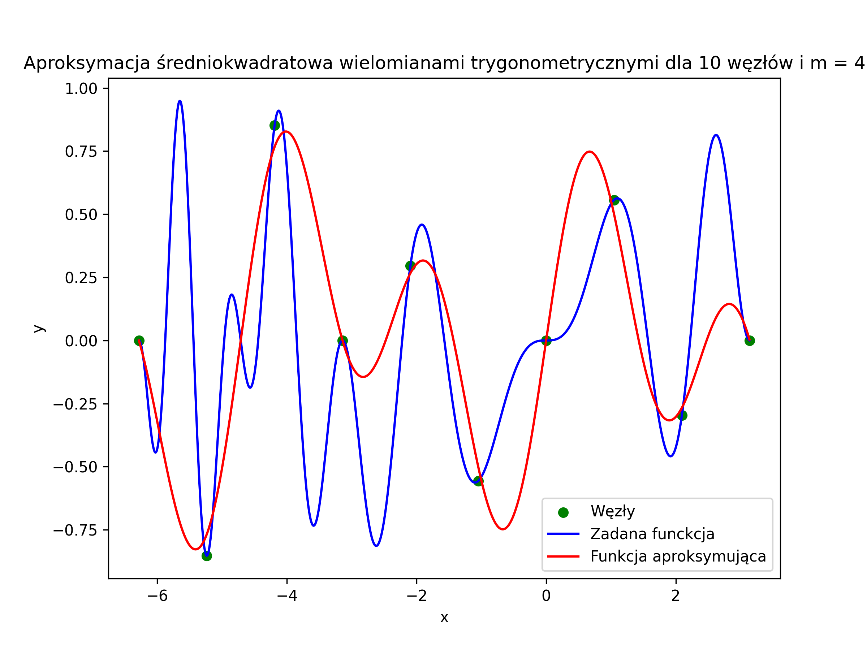 Aproksymacja średniokwadratowa wielomianami trygonometrycznymi dla 10 węzłów i m = 4
1.00
0.75
0.50
0.25
0.00
−0.25
−0.50
−0.75
y
−6
−4
−2
0
2
x
Węzły
Zadana funckcja
Funkcja aproksymująca